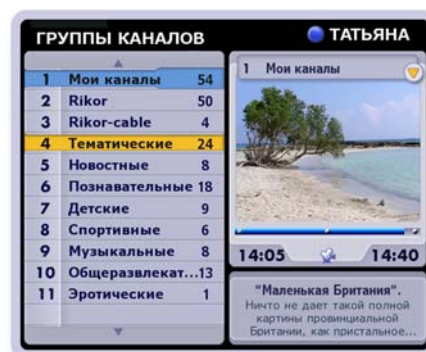 ГРУППЫ КАНАЛОВ
ТАТЬЯНА
1 Мои каналы 54
2 Rikor 50
3 Rikor-cable 4
4 Тематические 24
5 Новостные 8
6 Познавательные 18
7 Детские 9
8 Спортивные 6
9 Музыкальные 8
10 Общеразвлекат...13
11 Эротические 1
1 Мои каналы
14:05 14:40
"Маленькая Британия".
Ничто не дает такой полной
картины провинциальной
Британии, как пристальное...